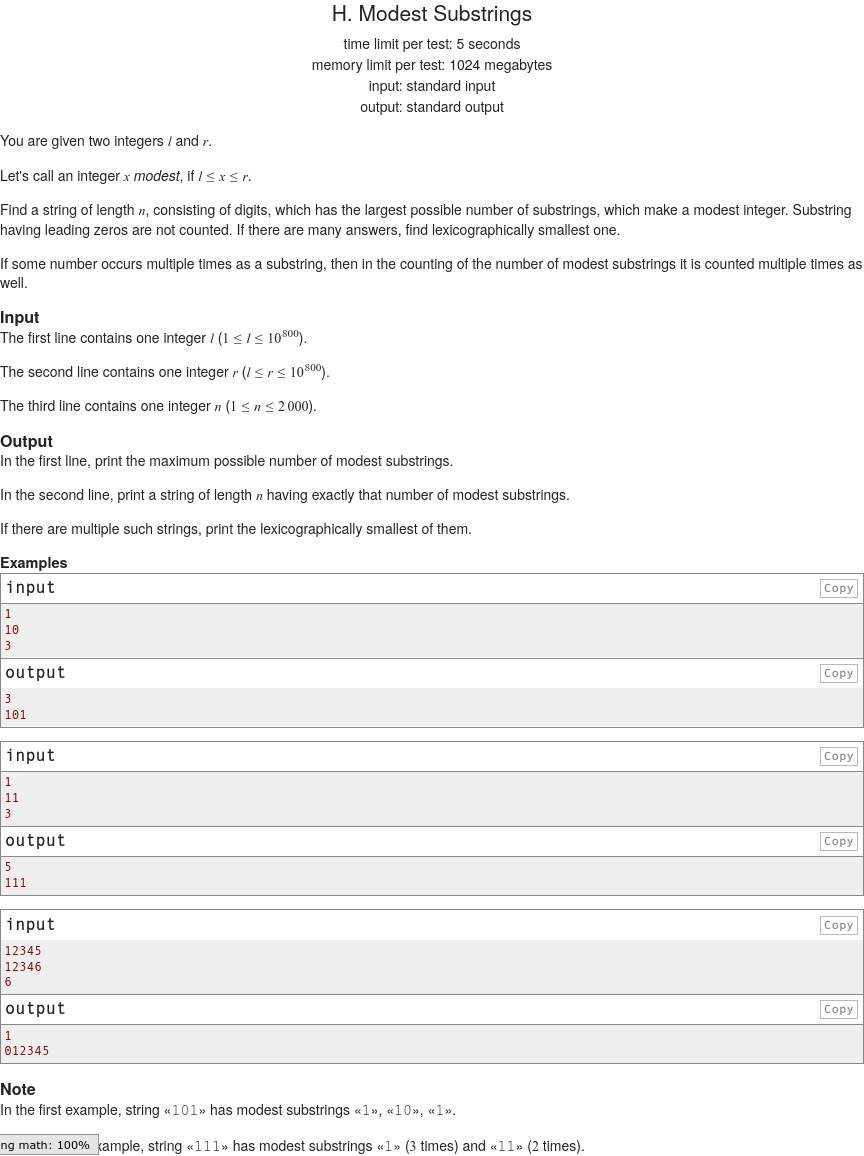 H. Modest Substrings
time limit per test: 5 seconds
memory limit per test: 1024 megabytes
input: standard input
output: standard output
You are given two integers l and r.
Let's call an integer x modest, if l ≤ x ≤ r.
Find a string of length n, consisting of digits, which has the largest possible number of substrings, which make a modest integer. Substring
having leading zeros are not counted. If there are many answers, find lexicographically smallest one.
If some number occurs multiple times as a substring, then in the counting of the number of modest substrings it is counted multiple times as
well.
Input
The first line contains one integer l (1 ≤ l ≤ 10^800).
The second line contains one integer r (l ≤ r ≤ 10^800).
The third line contains one integer n (1 ≤ n ≤ 2 000).
Output
In the first line, print the maximum possible number of modest substrings.
In the second line, print a string of length n having exactly that number of modest substrings.
If there are multiple such strings, print the lexicographically smallest of them.
Examples
input Copy
1
10
3
output Copy
3
101
input Copy
1
11
3
output Copy
5
111
input Copy
12345
12346
6
output Copy
1
012345
Note
In the first example, string «101» has modest substrings «1», «10», «1».
ng math: 100% xample, string «111» has modest substrings «1» (3 times) and «11» (2 times).